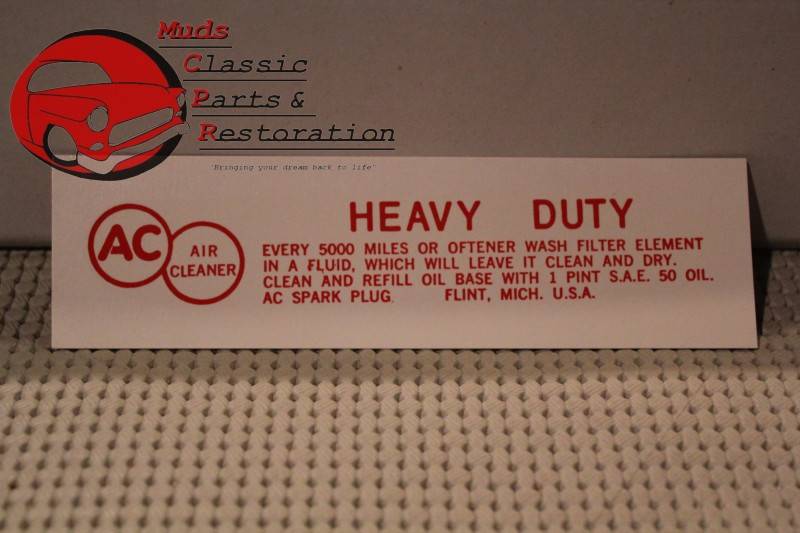 Muds
Classic
Parts &
Restoration
"Bringing your dream back to life"
HEAVY DUTY
AC
AIR
CLEANER
EVERY 5000 MILES OR OFTENER WASH FILTER ELEMENT
IN A FLUID, WHICH WILL LEAVE IT CLEAN AND DRY.
CLEAN AND REFILL OIL BASE WITH 1 PINT S.A.E. 50 OIL.
AC SPARK PLUG. FLINT, MICH. U.S.A.